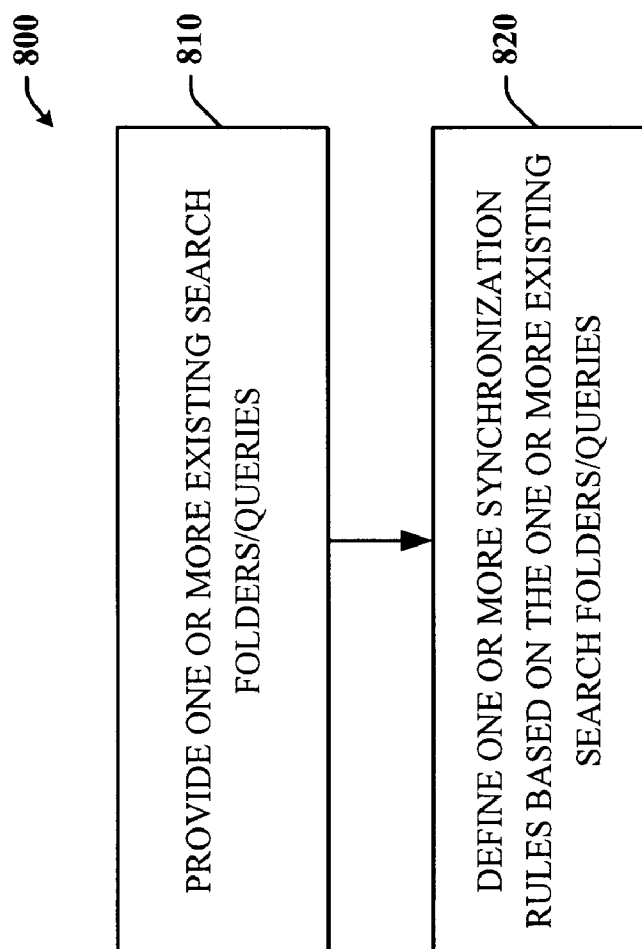 800
810
PROVIDE ONE OR MORE EXISTING SEARCH
FOLDERS/QUERIES
820
DEFINE ONE OR MORE SYNCHRONIZATION
RULES BASED ON THE ONE OR MORE EXISTING
SEARCH FOLDERS/QUERIES